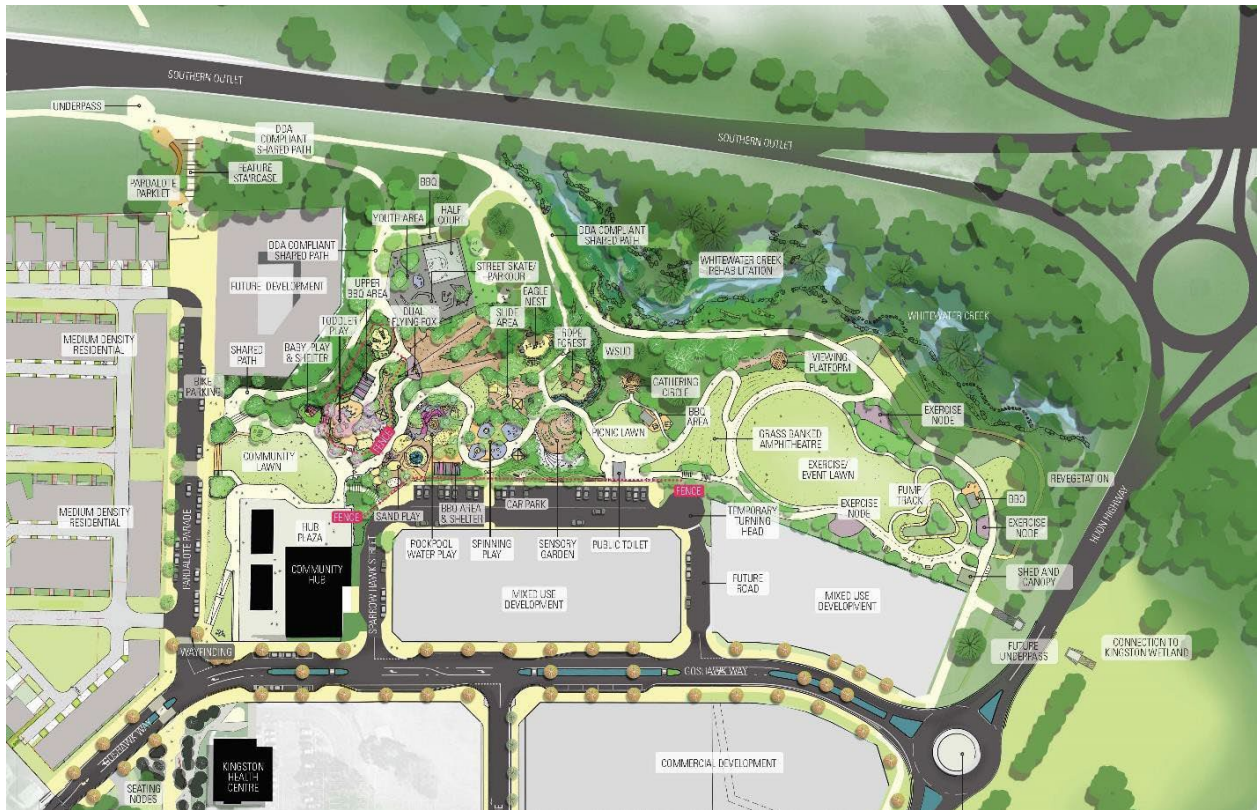 SOUTHERN OUTLET
UNDERPASS
DDA
COMPLIANT
SHARED PATH
FEATURE
STAIRCASE
PARDALOTE
PARKLET
SOUTHERN OUTLET
BBQ
HALF
COURT
YOUTH AREA
DDA COMPLIANT
SHARED PATH
DDA COMPLIANT
SHARED PATH
STREET SKATE/
PARKOUR
WHITEWATER CREEK
REHABILITATION
UPPER
BBQ AREA
FUTURE DEVELOPMENT
EAGLE
NEST
SLIDE
AREA
DUAL
FLYING FOX
TODDLER
PLAY
ROPE
FOREST
WHITEWATER CREEK
MEDIUM DENSITY
RESIDENTIAL
BABY PLAY
& SHELTER
SHARED
PATH
WSUD
VIEWING
PLATFORM
BIKE
PARKING
GATHERING
CIRCLE
BBQ
AREA
EXERCISE
NODE
PICNIC LAWN
GRASS BANKED
AMPHITHEATRE
FENCE
COMMUNITY
LAWN
EXERCISE/
EVENT LAWN
REVEGETATION
PUMP
TRACK
BBQ
HUON HIGHWAY
MEDIUM DENSITY
RESIDENTIAL
PARDALOTE PARADE
FENCE
SAND PLAY
BBQ AREA
& SHELTER
CAR PARK
FENCE
EXERCISE
NODE
EXERCISE
NODE
HUB
PLAZA
TEMPORARY
TURNING
HEAD
ROCKPOOL
WATER PLAY
SPINNING
PLAY
SENSORY
GARDEN
PUBLIC TOILET
COMMUNITY
HUB
SPARROW HAWK STREET
SHED AND
CANOPY
FUTURE
ROAD
MIXED USE
DEVELOPMENT
MIXED USE
DEVELOPMENT
WAYFINDING
FUTURE
UNDERPASS
CONNECTION TO
KINGSTON WETLAND
GOSHAWK WAY
GOSHAWK WAY
KINGSTON
HEALTH
CENTRE
COMMERCIAL DEVELOPMENT
SEATING
NODES